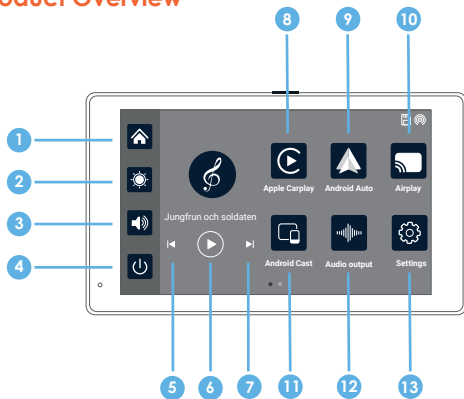 oduct Overview
8 9 10
1
2
3
4
Apple Carplay Android Auto Airplay
Jungfrun och soldaten
Android Cast Audio output Settings
5 6 7 11 12 13